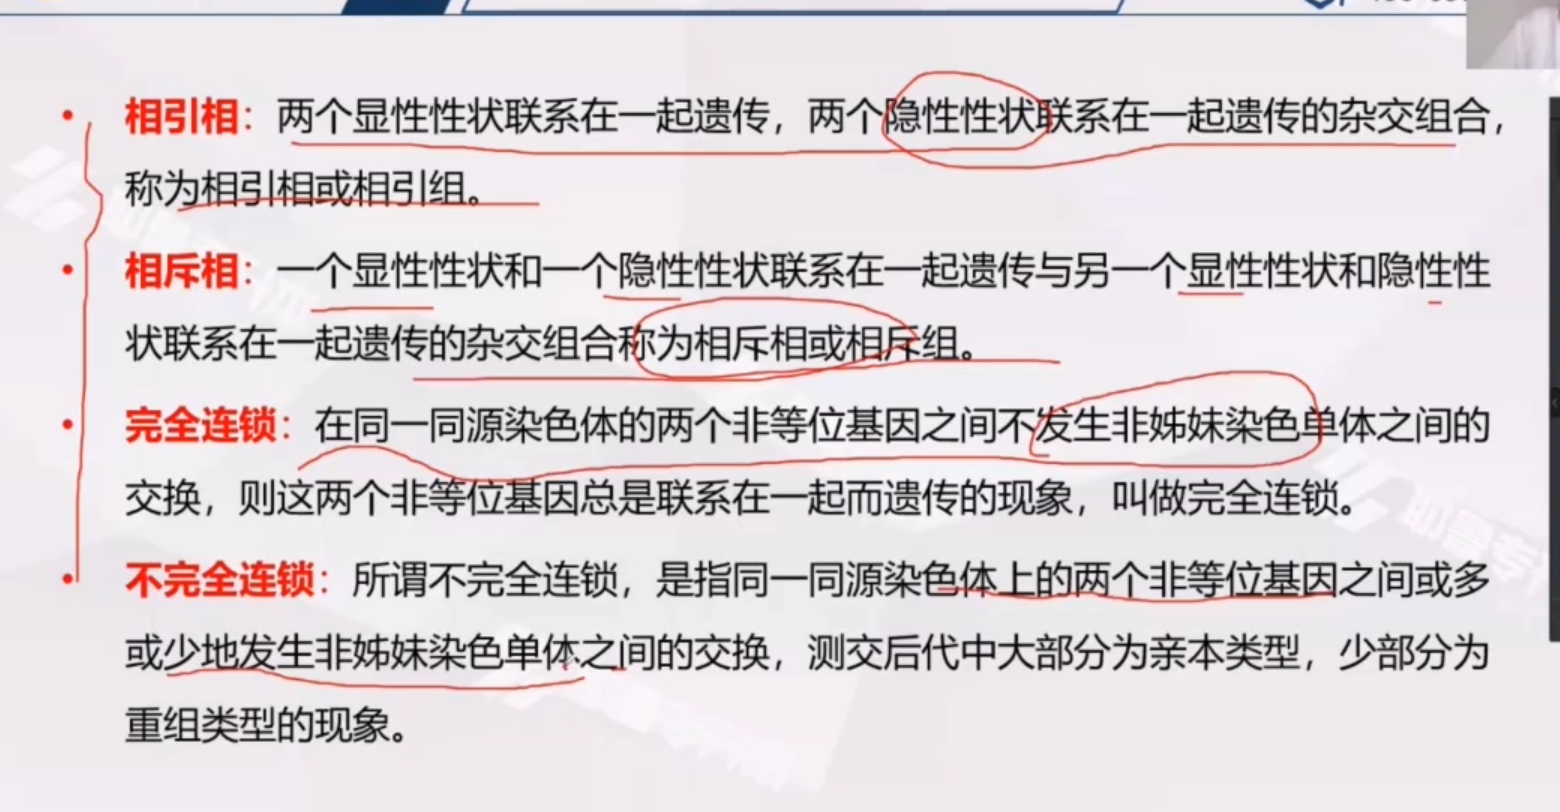 • 相引相：两个显性性状联系在一起遗传，两个隐性性状联系在一起遗传的杂交组合，
称为相引相或相引组。
• 相斥相：一个显性性状和一个隐性性状联系在一起遗传与另一个显性性状和隐性性
状联系在一起遗传的杂交组合称为相斥相或相斥组。
• 完全连锁：在同一同源染色体的两个非等位基因之间不发生非姊妹染色单体之间的
交换，则这两个非等位基因总是联系在一起而遗传的现象，叫做完全连锁。
• 不完全连锁：所谓不完全连锁，是指同一同源染色体上的两个非等位基因之间或多
或少地发生非姊妹染色单体之间的交换，测交后代中大部分为亲本类型，少部分为
重组类型的现象。